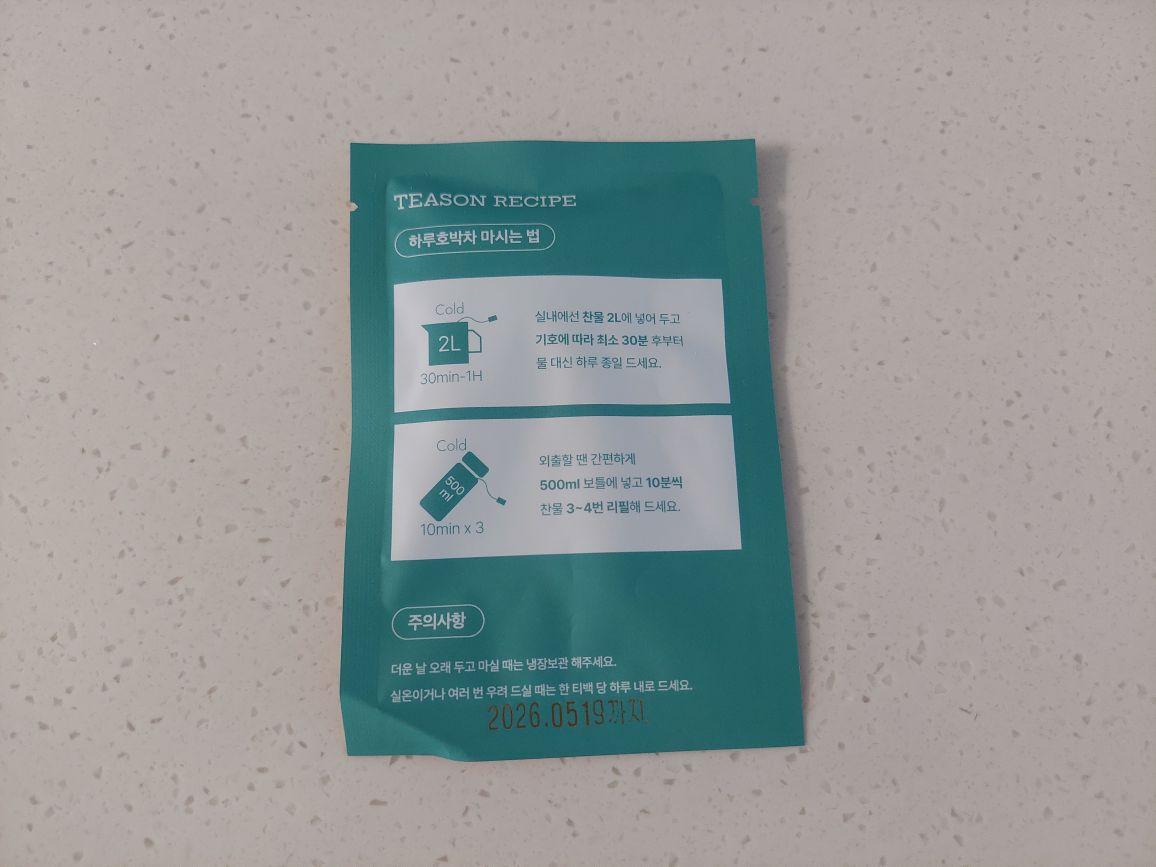 TEASON RECIPE
하루호박차 마시는 법
Cold
2L
30min-1H
실내에선 찬물 2L에 넣어 두고
기호에 따라 최소 30분 후부터
물 대신 하루 종일 드세요.
Cold
500
ml
10min x 3
외출할 땐 간편하게
500ml 보틀에 넣고 10분씩
찬물 3~4번 리필해 드세요.
주의사항
더운 날 오래 두고 마실 때는 냉장보관 해주세요.
실온이거나 여러 번 우려 드실 때는 한 티백 당 하루 내로 드세요.
2026.0519까지